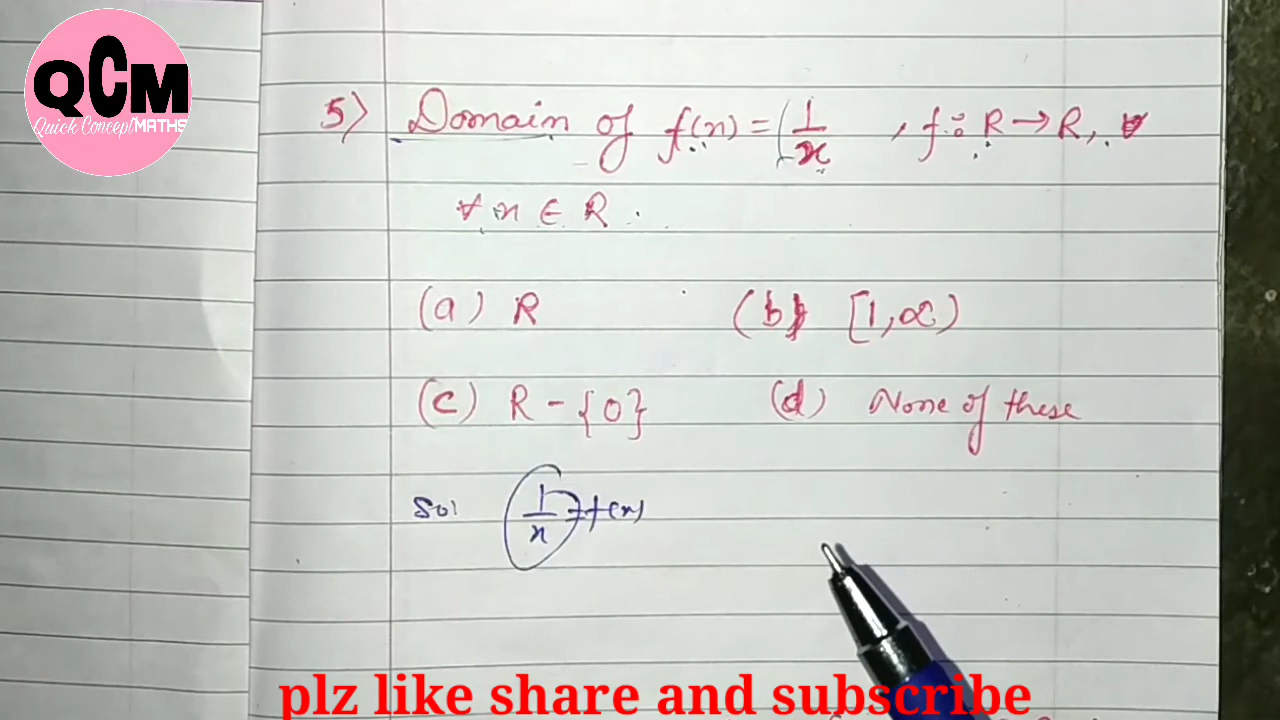 QCM
Quick Concept MATHS
5) Domain of f(x) = 1/x , f: R → R,
∀ x ∈ R.
(a) R
(b) [1, ∞)
(c) R - {0}
(d) None of these
Sol 1/x = f(x)
plz like share and subscribe